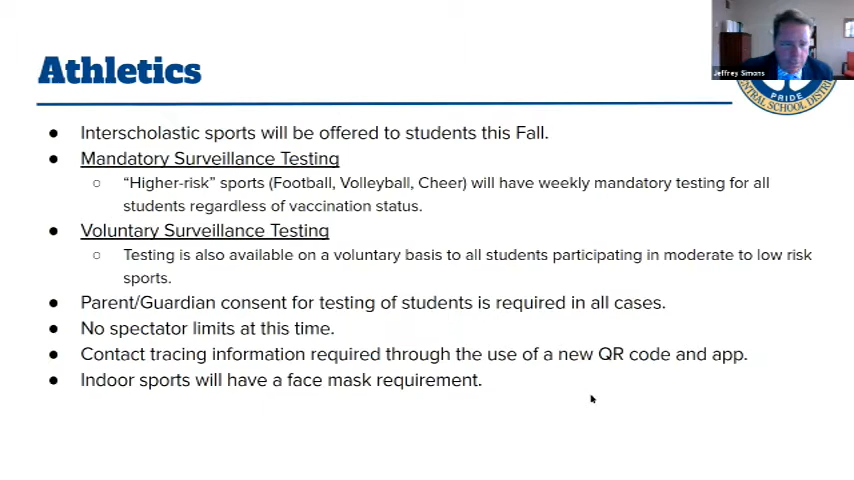 Jeffrey Simons
Athletics
PRIDE
CENTRAL SCHOOL DISTRI
● Interscholastic sports will be offered to students this Fall.
● Mandatory Surveillance Testing
○ “Higher-risk” sports (Football, Volleyball, Cheer) will have weekly mandatory testing for all
students regardless of vaccination status.
● Voluntary Surveillance Testing
○ Testing is also available on a voluntary basis to all students participating in moderate to low risk
sports.
● Parent/Guardian consent for testing of students is required in all cases.
● No spectator limits at this time.
● Contact tracing information required through the use of a new QR code and app.
● Indoor sports will have a face mask requirement.